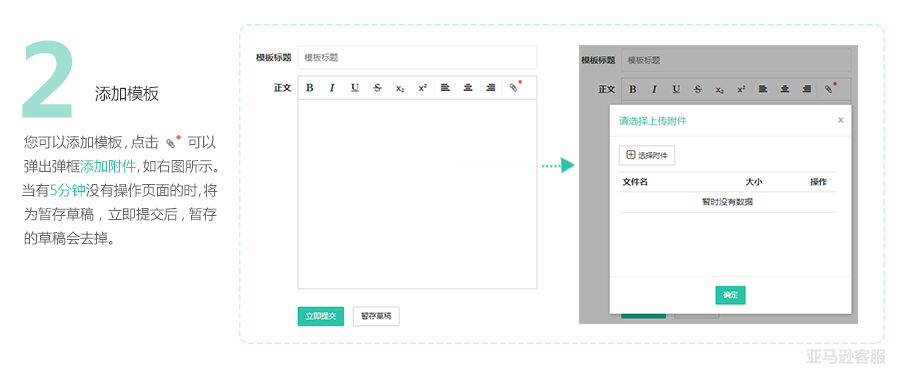 2
添加模板
您可以添加模板,点击 可以
弹出弹框添加附件,如右图所示。
当有5分钟没有操作页面的时,将
为暂存草稿，立即提交后，暂存
的草稿会去掉。
模板标题 模板标题
正文 B I U S x₂ x²
立即提交 暂存草稿
模板标题 模板标题
正文 B I U S x₂ x²
请选择上传附件 ×
选择附件
文件名 大小 操作
暂时没有数据
确定
亚马逊客服